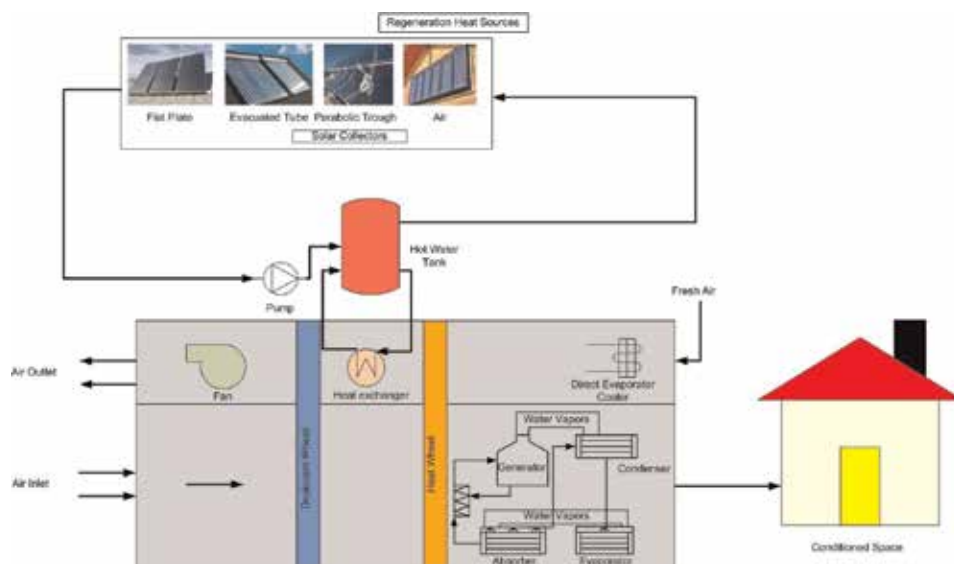 Regeneration Heat Sources
Flat Plate
Evacuated Tube
Parabolic Trough
Air
Solar Collectors
Hot Water
Tank
Pump
Fresh Air
Air Outlet
Fan
Heat exchanger
Direct Evaporator
Cooler
Desiccant Wheel
Heat Wheel
Water Vapors
Generator
Condenser
Air Inlet
Water Vapors
Absorber
Evaporator
Conditioned Space